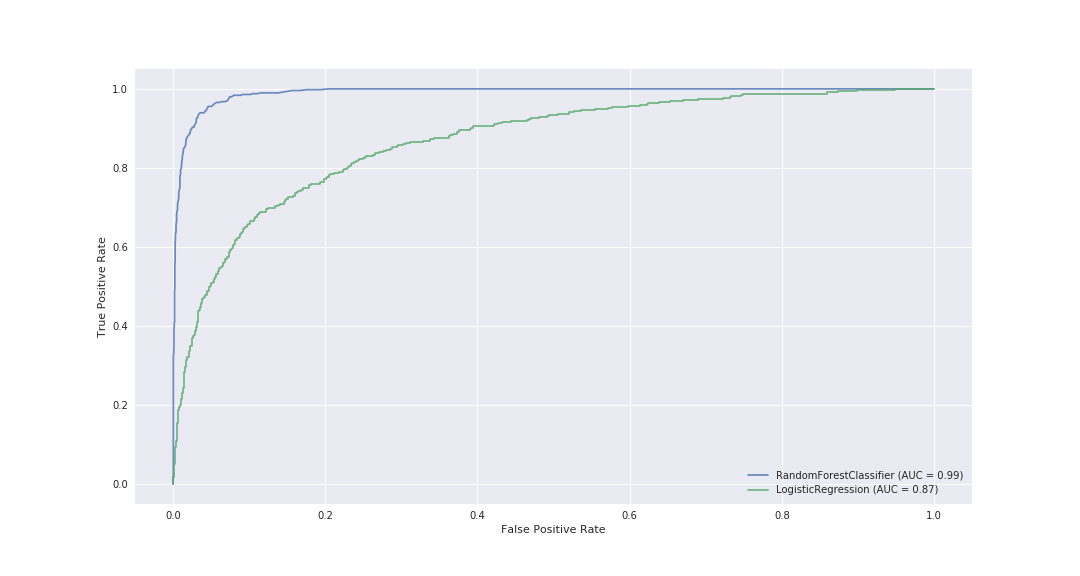 1.0
0.8
0.6
0.4
0.2
0.0
True Positive Rate
RandomForestClassifier (AUC = 0.99)
LogisticRegression (AUC = 0.87)
0.0 0.2 0.4 0.6 0.8 1.0
False Positive Rate